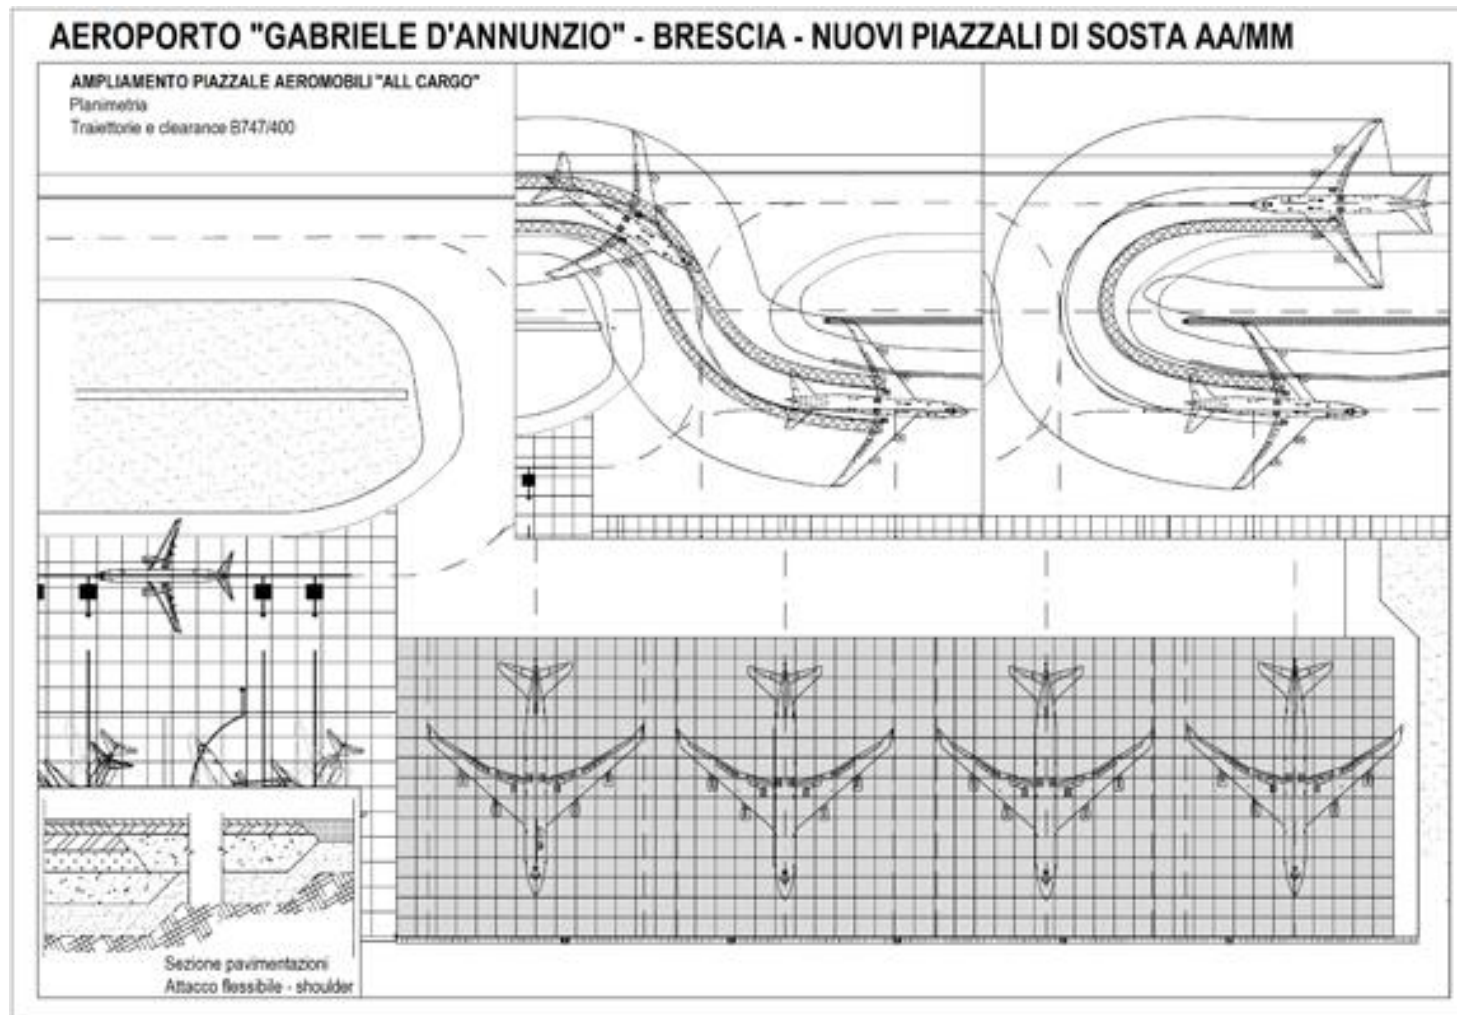 AEROPORTO "GABRIELE D'ANNUNZIO" - BRESCIA - NUOVI PIAZZALI DI SOSTA AA/MM
AMPLIAMENTO PIAZZALE AEROMOBILI "ALL CARGO"
Planimetria
Traiettorie e clearance B747/400
Sezione pavimentazioni
Attacco flessibile - shoulder